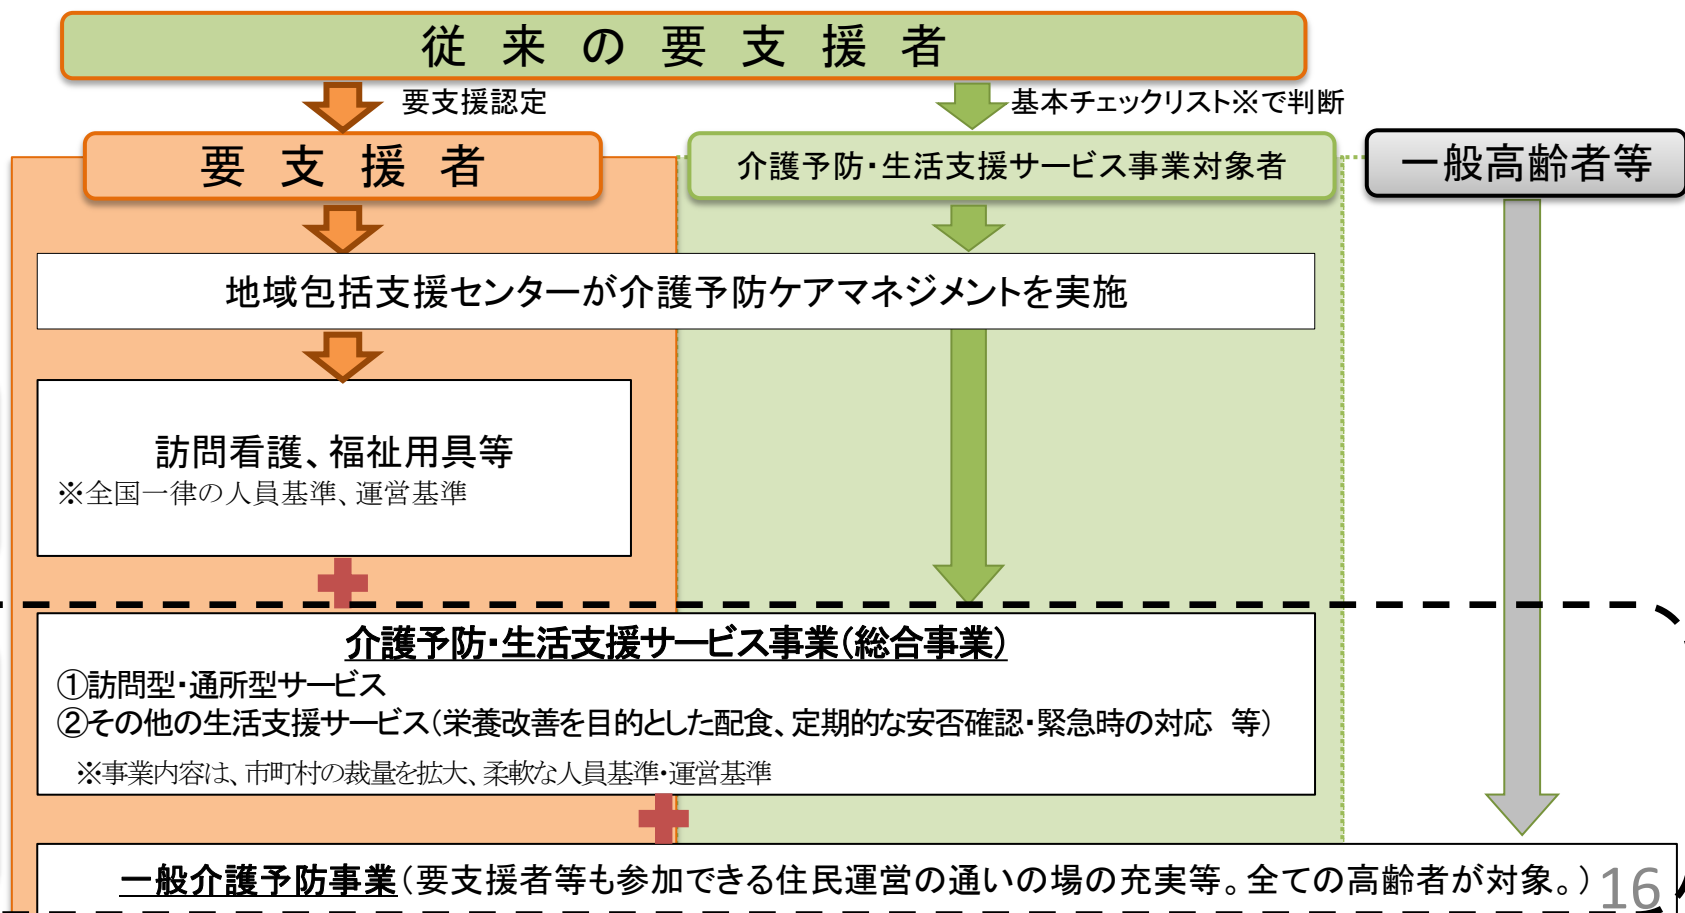 従来の要支援者
要支援認定
基本チェックリスト※で判断
要支援者
介護予防・生活支援サービス事業対象者
一般高齢者等
地域包括支援センターが介護予防ケアマネジメントを実施
訪問看護、福祉用具等
※全国一律の人員基準、運営基準
介護予防・生活支援サービス事業(総合事業)
①訪問型・通所型サービス
②その他の生活支援サービス(栄養改善を目的とした配食、定期的な安否確認・緊急時の対応 等)
※事業内容は、市町村の裁量を拡大、柔軟な人員基準・運営基準
一般介護予防事業(要支援者等も参加できる住民運営の通いの場の充実等。全ての高齢者が対象。)
16